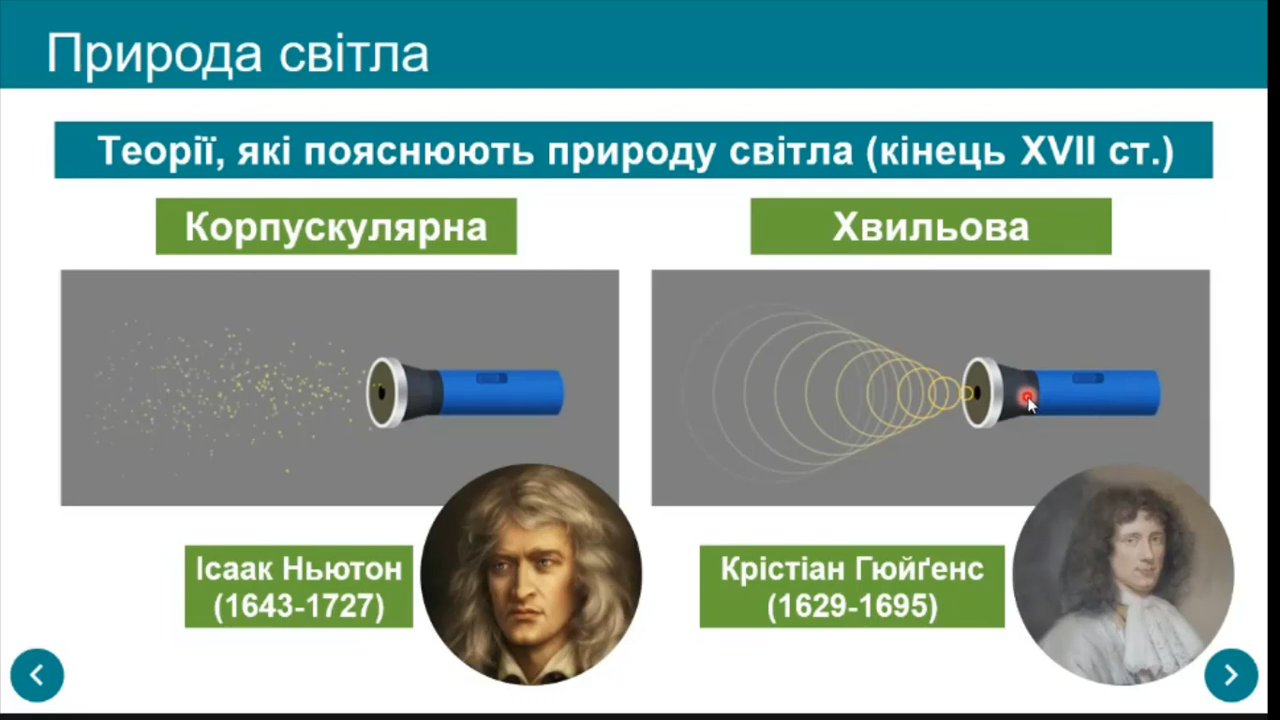 Природа світла
Теорії, які пояснюють природу світла (кінець XVII ст.)
Корпускулярна
Хвильова
Ісаак Ньютон
(1643-1727)
Крістіан Гюйґенс
(1629-1695)